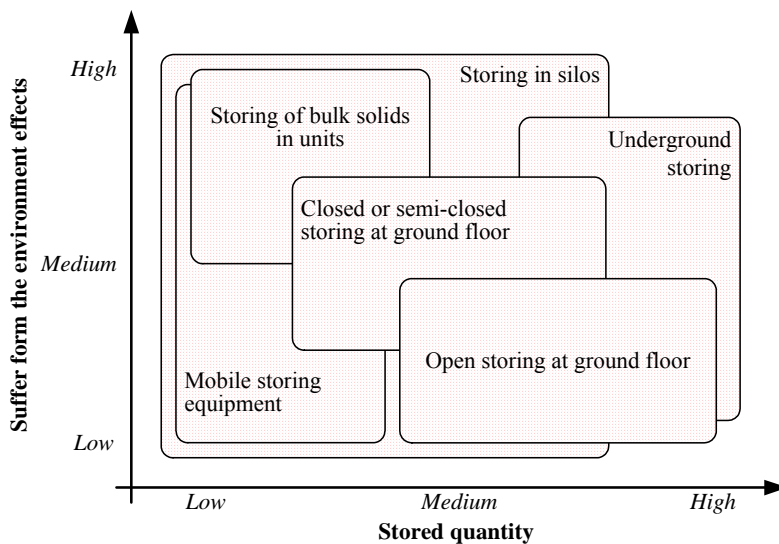 Suffer form the environment effects
High
Medium
Low
Storing in silos
Storing of bulk solids
in units
Underground
storing
Closed or semi-closed
storing at ground floor
Open storing at ground floor
Mobile storing
equipment
Low
Medium
High
Stored quantity